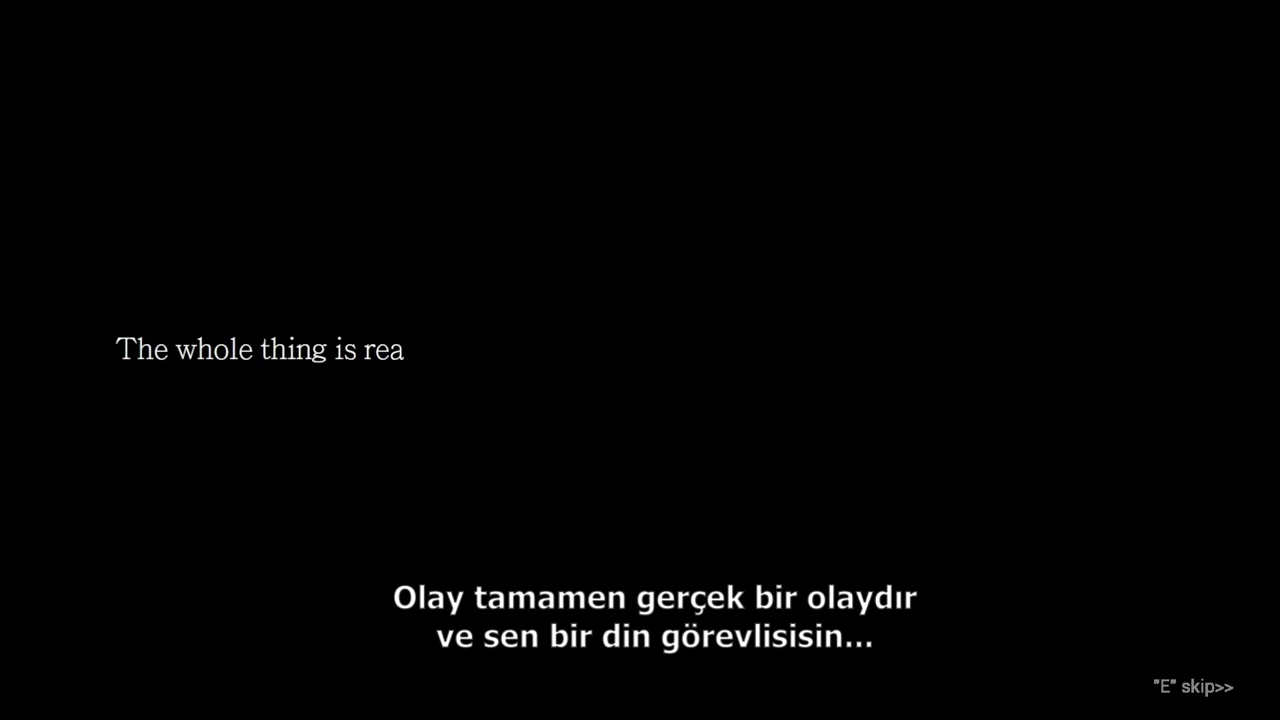 The whole thing is rea
Olay tamamen gerçek bir olaydır
ve sen bir din görevlisisin...
"E" skip>>